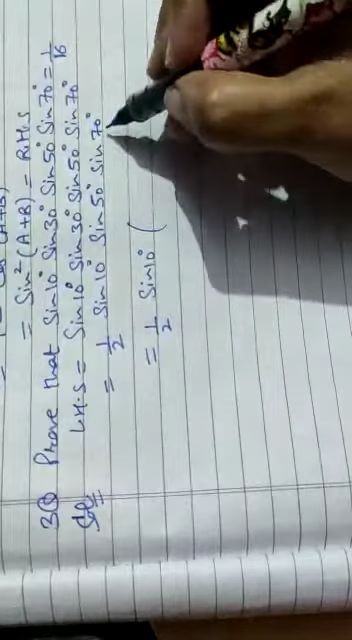 = Sin² (A+B) = R.H.S
3Q Prove that Sin10° Sin30° Sin50° Sin70° = 1/16
Sol L.H.S = Sin10° Sin30° Sin50° Sin70°
= 1/2 Sin10° Sin50° Sin70°
= 1/2 Sin10° (